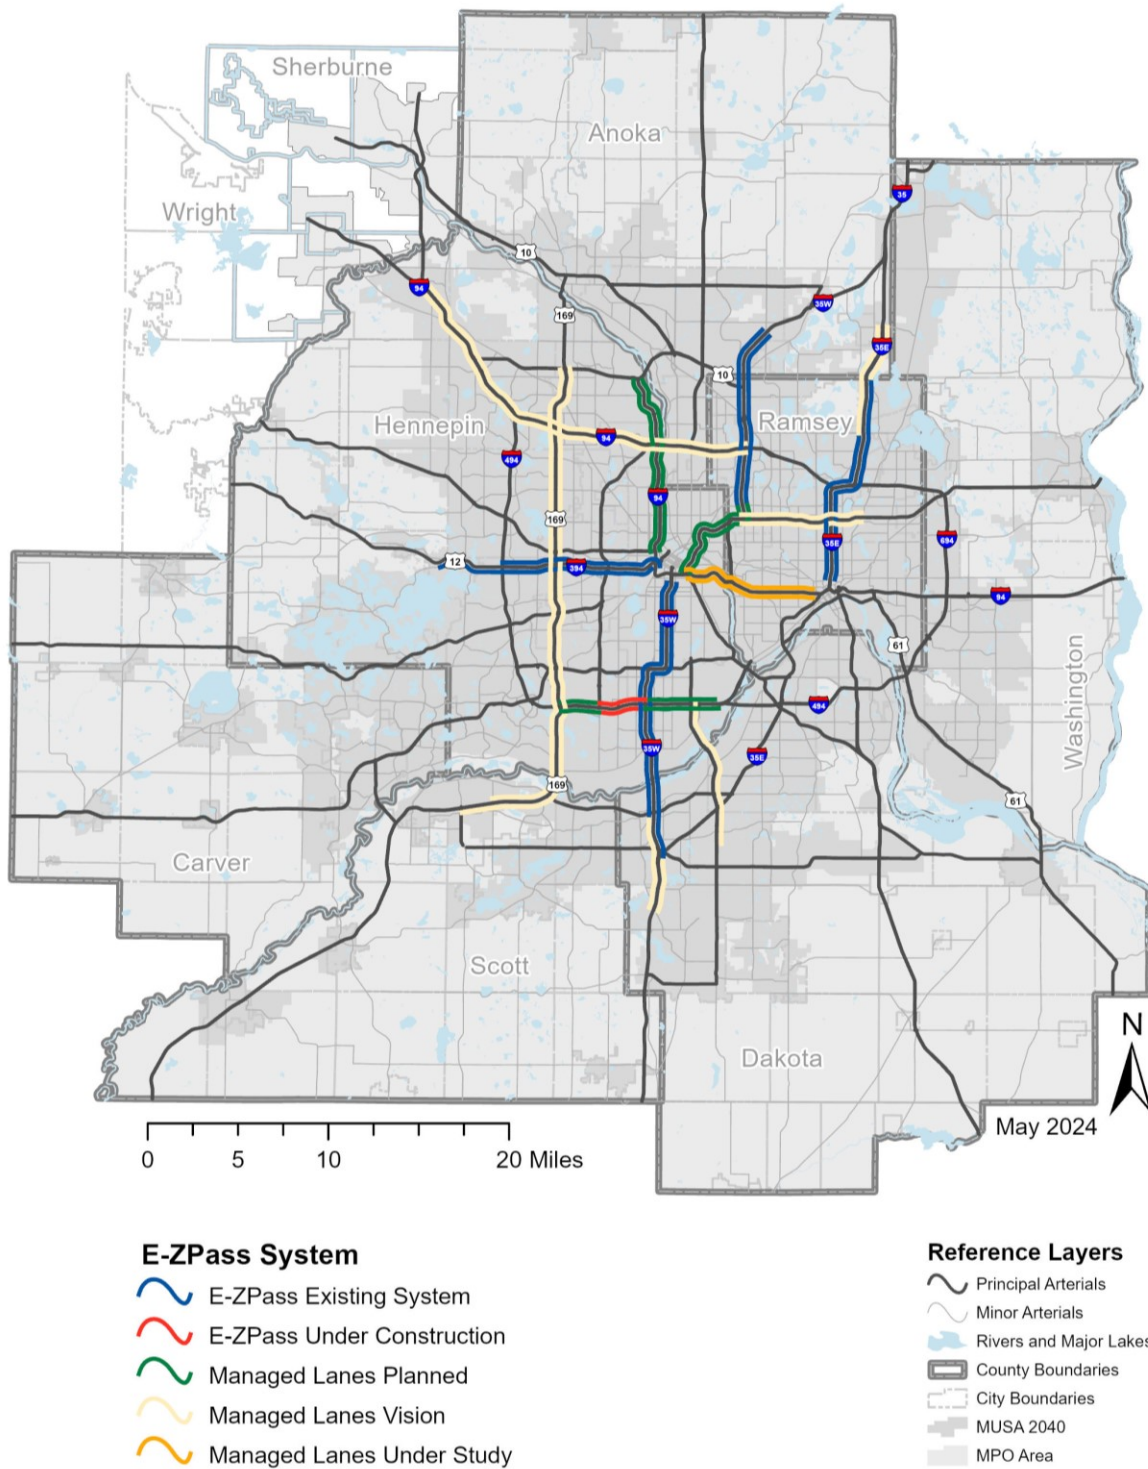 Sherburne
Anoka
Wright
35
10
94
169
35W
35E
10
Hennepin
Ramsey
94
494
94
169
12
394
35E
694
94
35W
61
Washington
494
35W
35E
169
61
Carver
Scott
Dakota
N
May 2024
0 5 10 20 Miles
E-ZPass System
E-ZPass Existing System
E-ZPass Under Construction
Managed Lanes Planned
Managed Lanes Vision
Managed Lanes Under Study
Reference Layers
Principal Arterials
Minor Arterials
Rivers and Major Lakes
County Boundaries
City Boundaries
MUSA 2040
MPO Area